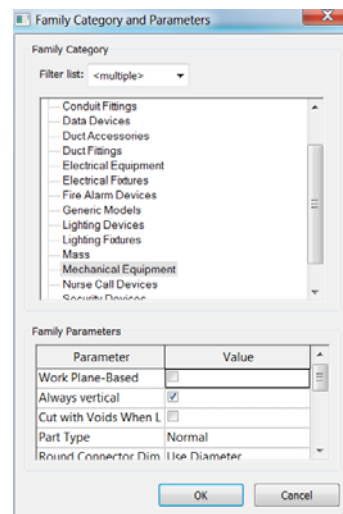 Family Category and Parameters
Family Category
Filter list: <multiple>
Conduit Fittings
Data Devices
Duct Accessories
Duct Fittings
Electrical Equipment
Electrical Fixtures
Fire Alarm Devices
Generic Models
Lighting Devices
Lighting Fixtures
Mass
Mechanical Equipment
Nurse Call Devices
Security Devices
Family Parameters
Parameter Value
Work Plane-Based
Always vertical
Cut with Voids When L
Part Type Normal
Round Connector Dim Use Diameter
OK Cancel